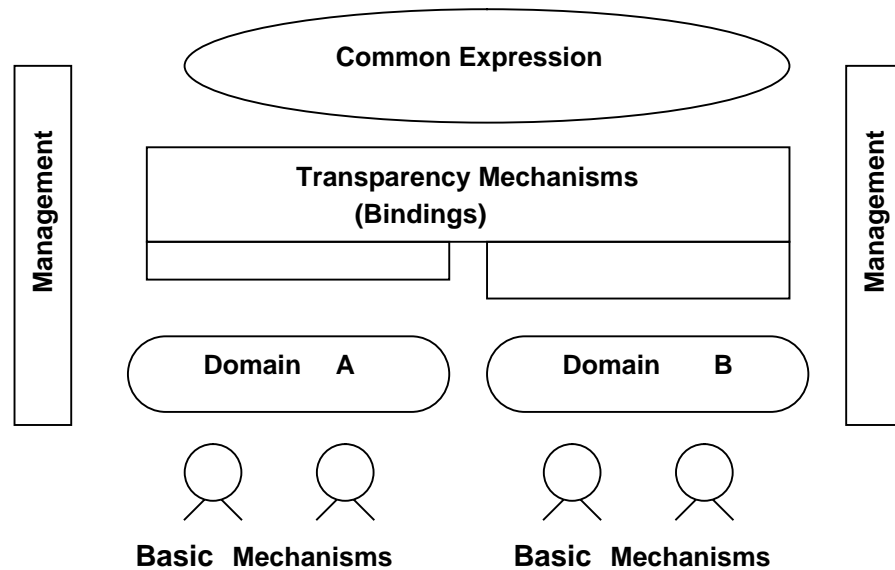 Common Expression
Management
Transparency Mechanisms
(Bindings)
Management
Domain A
Domain B
Basic Mechanisms
Basic Mechanisms